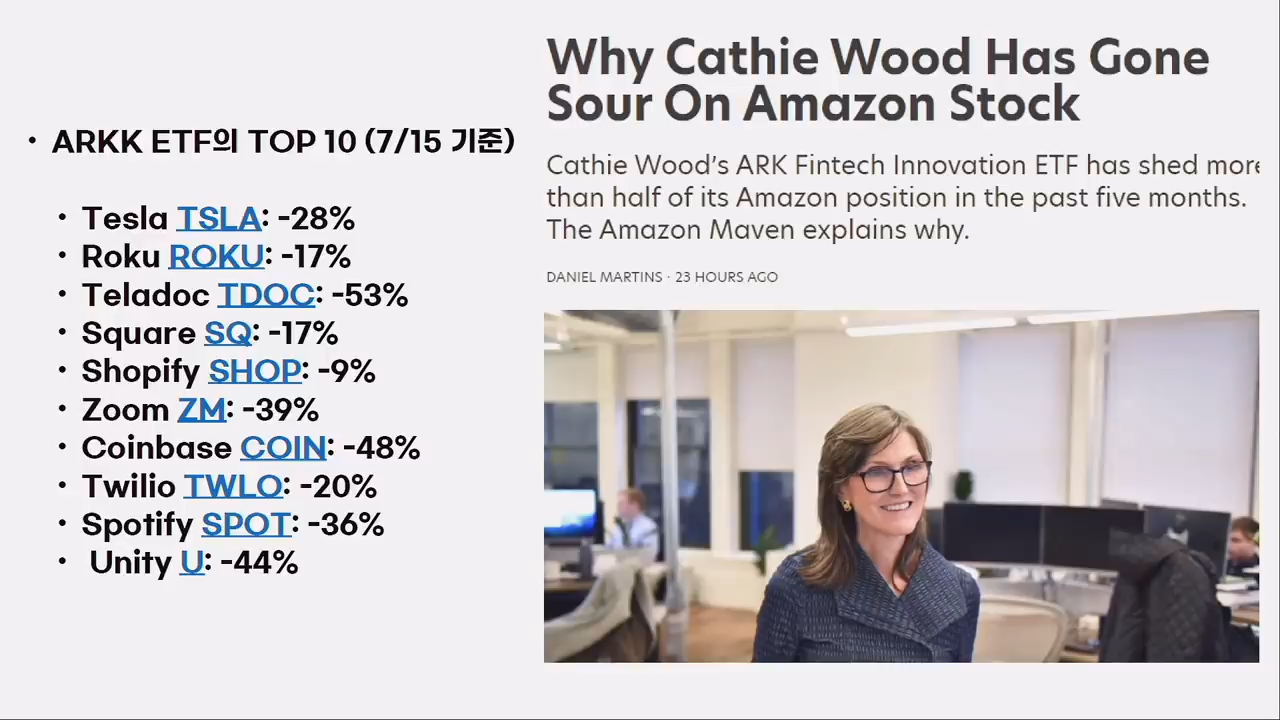 • ARKK ETF의 TOP 10 (7/15 기준)
• Tesla TSLA: -28%
• Roku ROKU: -17%
• Teladoc TDOC: -53%
• Square SQ: -17%
• Shopify SHOP: -9%
• Zoom ZM: -39%
• Coinbase COIN: -48%
• Twilio TWLO: -20%
• Spotify SPOT: -36%
• Unity U: -44%
Why Cathie Wood Has Gone
Sour On Amazon Stock
Cathie Wood's ARK Fintech Innovation ETF has shed more
than half of its Amazon position in the past five months.
The Amazon Maven explains why.
DANIEL MARTINS · 23 HOURS AGO